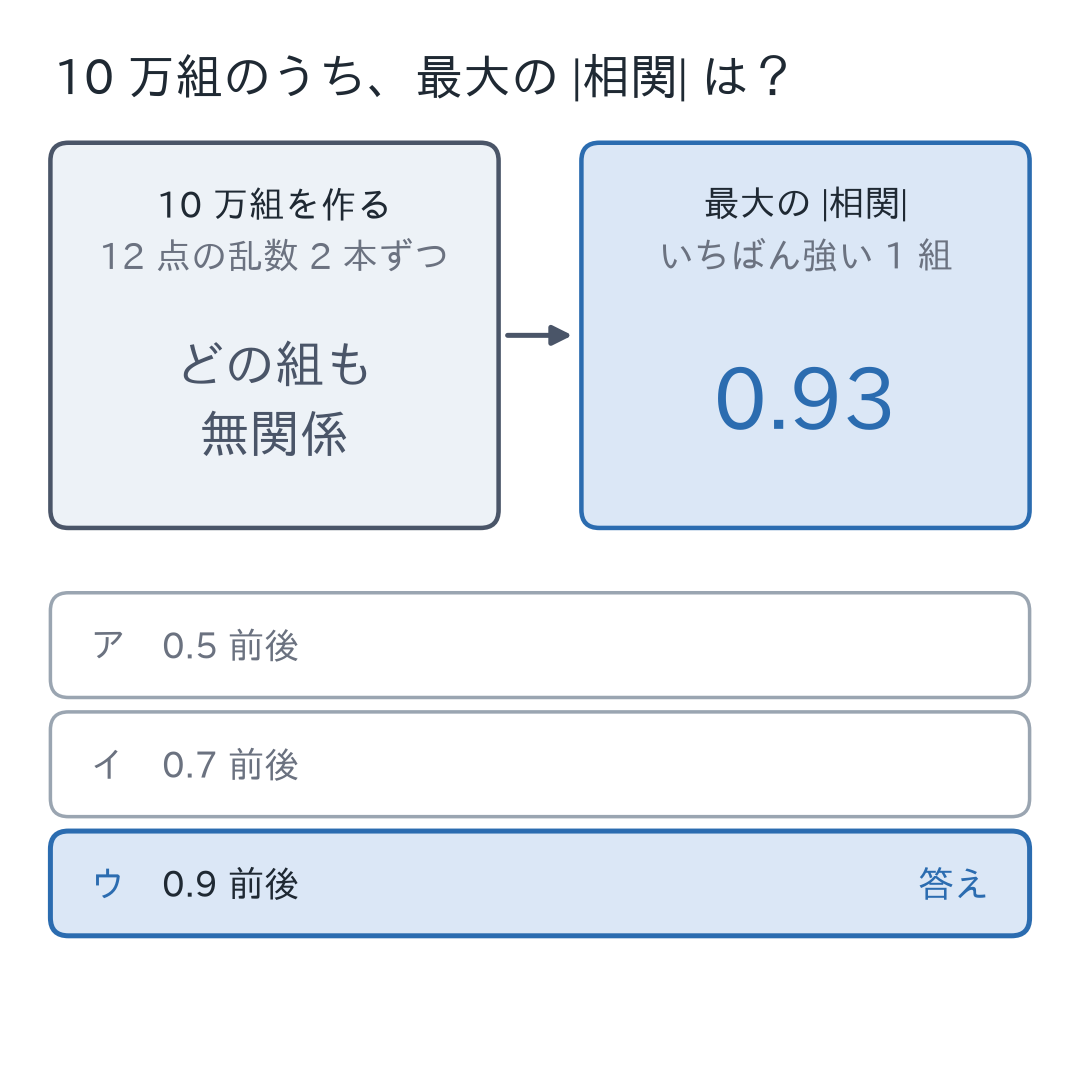 10 万組のうち、最大の |相関| は？
10 万組を作る
12 点の乱数 2 本ずつ
どの組も
無関係
最大の |相関|
いちばん強い 1 組
0.93
ア 0.5 前後
イ 0.7 前後
ウ 0.9 前後 答え